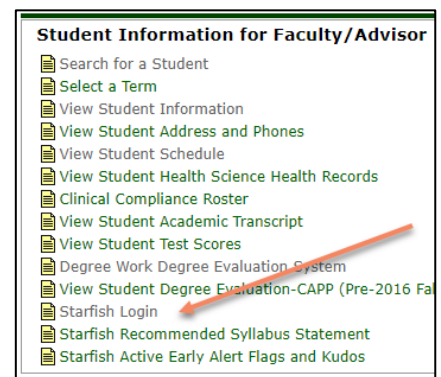 Student Information for Faculty/Advisor
Search for a Student
Select a Term
View Student Information
View Student Address and Phones
View Student Schedule
View Student Health Science Health Records
Clinical Compliance Roster
View Student Academic Transcript
View Student Test Scores
Degree Work Degree Evaluation System
View Student Degree Evaluation-CAPP (Pre-2016 Fal
Starfish Login
Starfish Recommended Syllabus Statement
Starfish Active Early Alert Flags and Kudos